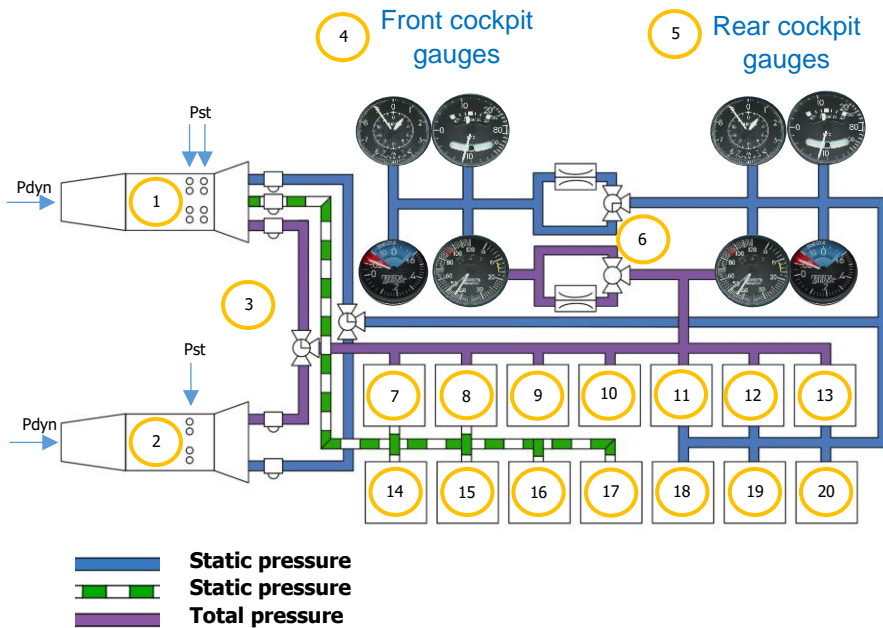 4
Front cockpit
gauges
5
Rear cockpit
gauges
Pst
Pdyn
1
6
3
Pst
Pdyn
2
7
8
9
10
11
12
13
14
15
16
17
18
19
20
Static pressure
Static pressure
Total pressure